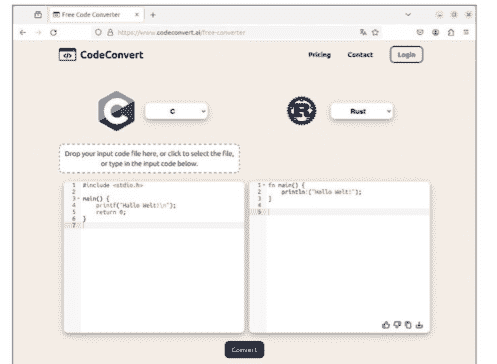 Free Code Converter
https://www.codeconvert.ai/free-converter
</> CodeConvert
Pricing Contact Login
C C
R Rust
Drop your input code file here, or click to select the file,
or type in the input code below.
1 #include <stdio.h>
2
3 main() {
4 printf("Hallo Welt!\n");
5 return 0;
6 }
7
1 fn main() {
2 println!("Hallo Welt!");
3 }
4
5
Convert